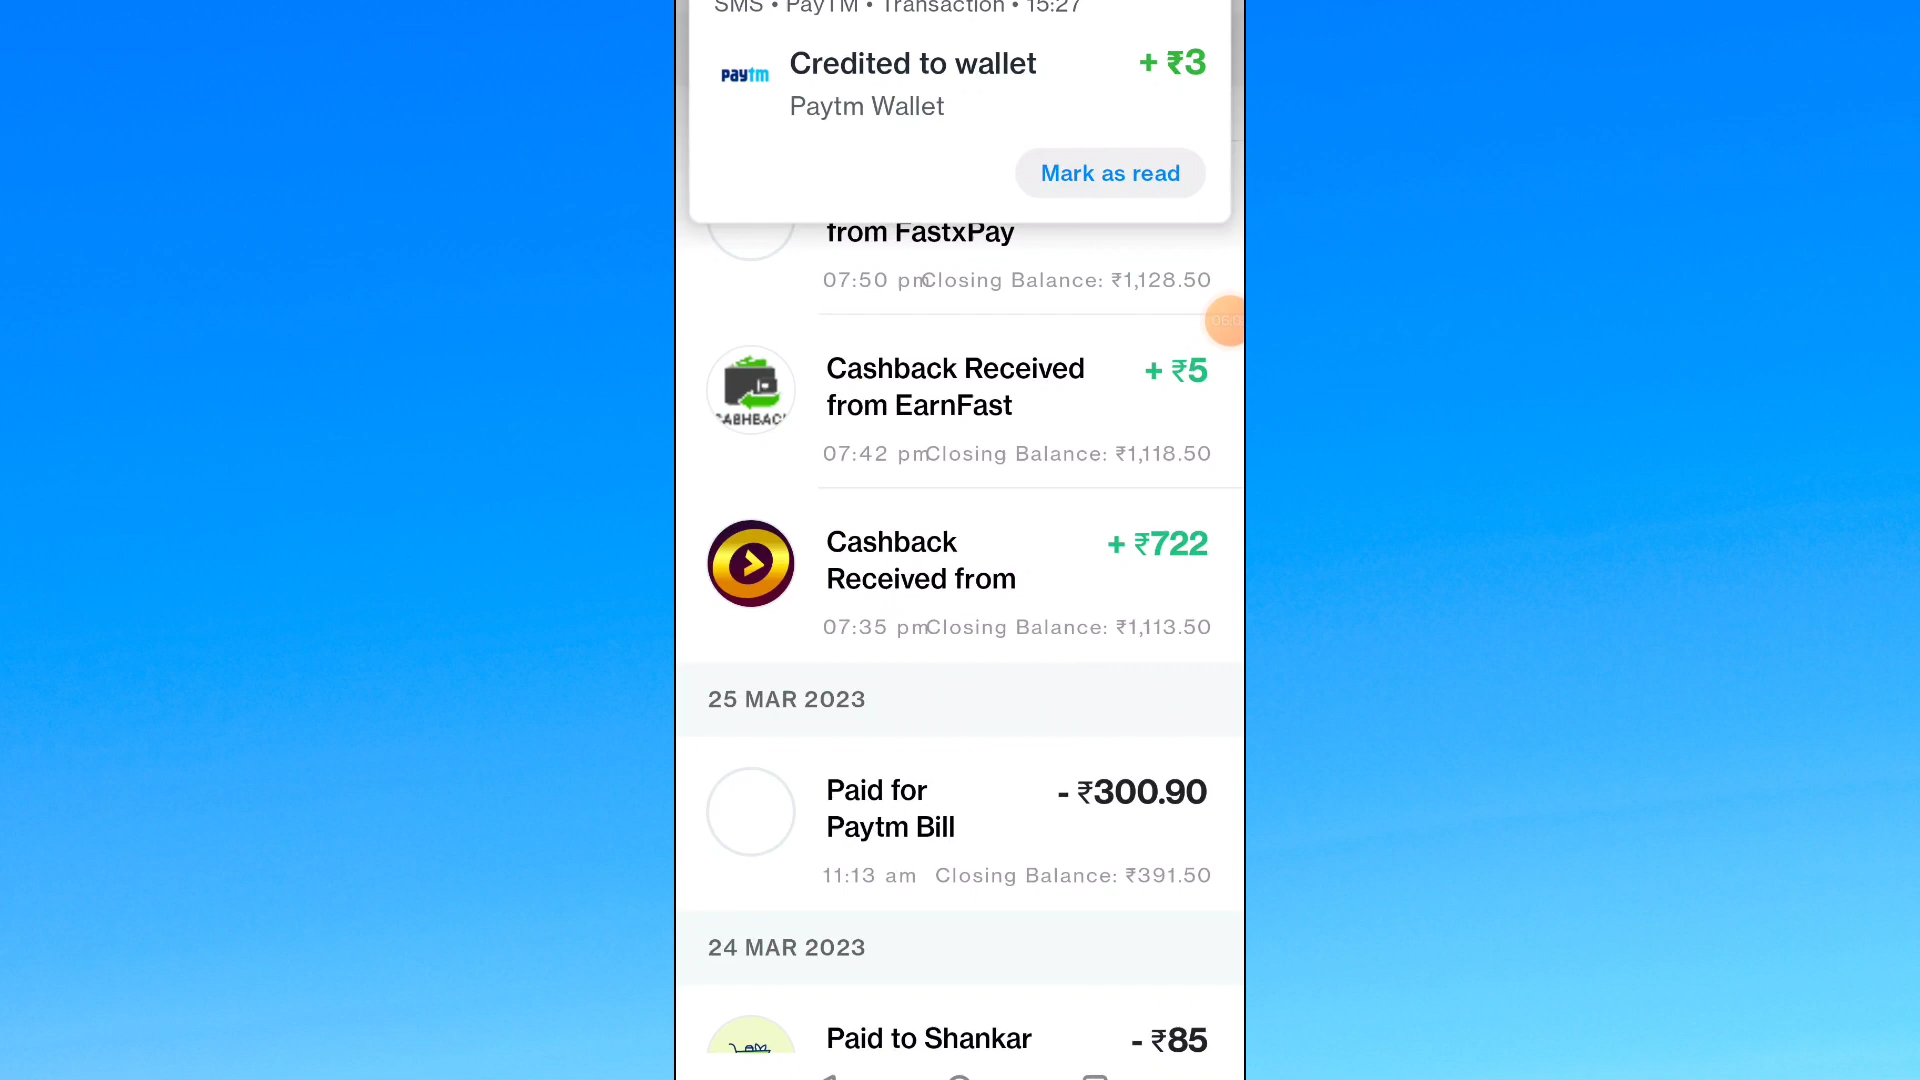 SMS • PayTM • Transaction • 15:27
paytm
Credited to wallet
+ ₹3
Paytm Wallet
Mark as read
from FastxPay
07:50 pm
Closing Balance: ₹1,128.50
Cashback Received
+ ₹5
from EarnFast
07:42 pm
Closing Balance: ₹1,118.50
Cashback
+ ₹722
Received from
07:35 pm
Closing Balance: ₹1,113.50
25 MAR 2023
Paid for
- ₹300.90
Paytm Bill
11:13 am
Closing Balance: ₹391.50
24 MAR 2023
Paid to Shankar
- ₹85